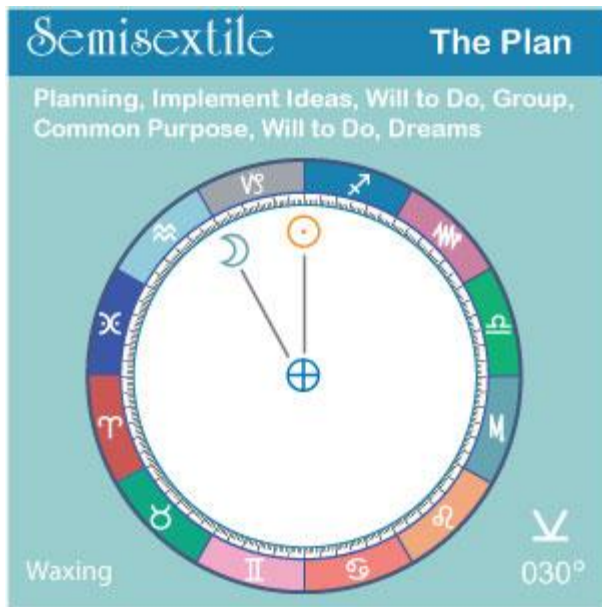 Semisextile
The Plan
Planning, Implement Ideas, Will to Do, Group,
Common Purpose, Will to Do, Dreams
Waxing
030°